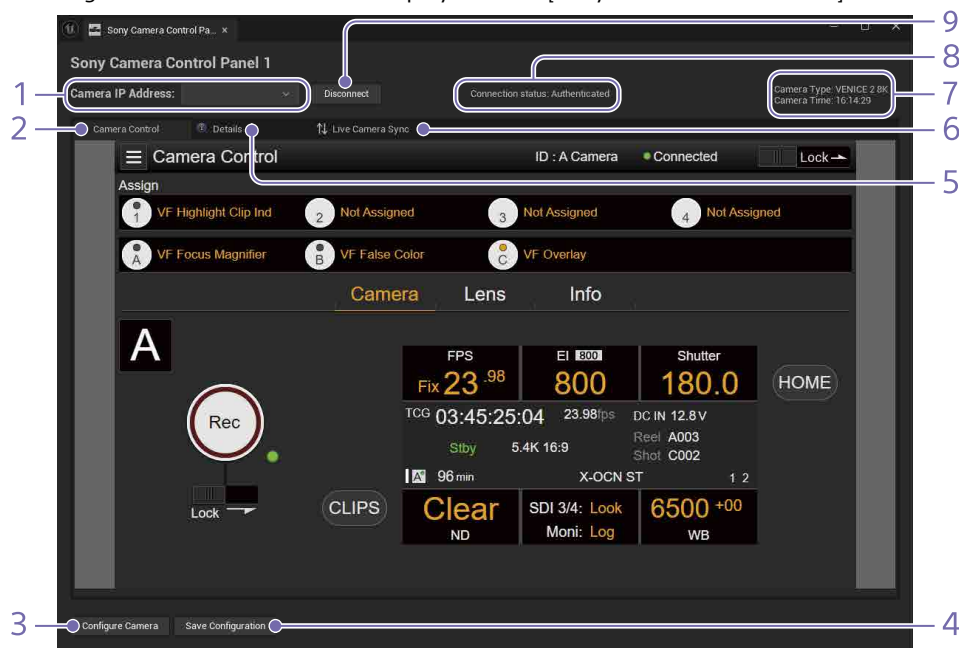 Sony Camera Control Pa... ×
9
Sony Camera Control Panel 1
8
1 Camera IP Address: Disconnect Connection status: Authenticated Camera Type: VENICE 2 8K 7
Camera Time: 16:14:29
2 Camera Control Details Live Camera Sync 6
Camera Control ID : A Camera Connected Lock
5
Assign
1 VF Highlight Clip Ind 2 Not Assigned 3 Not Assigned 4 Not Assigned
A VF Focus Magnifier B VF False Color C VF Overlay
Camera Lens Info
A
FPS EI 800 Shutter
Fix 23 .98 800 180.0 HOME
Rec
TCG 03:45:25:04 23.98fps DC IN 12.8 V
Reel A003
Stby 5.4K 16:9
Shot C002
A 96 min X-OCN ST 1 2
Lock CLIPS Clear SDI 3/4: Look 6500 +00
ND Moni: Log WB
3 Configure Camera Save Configuration 4